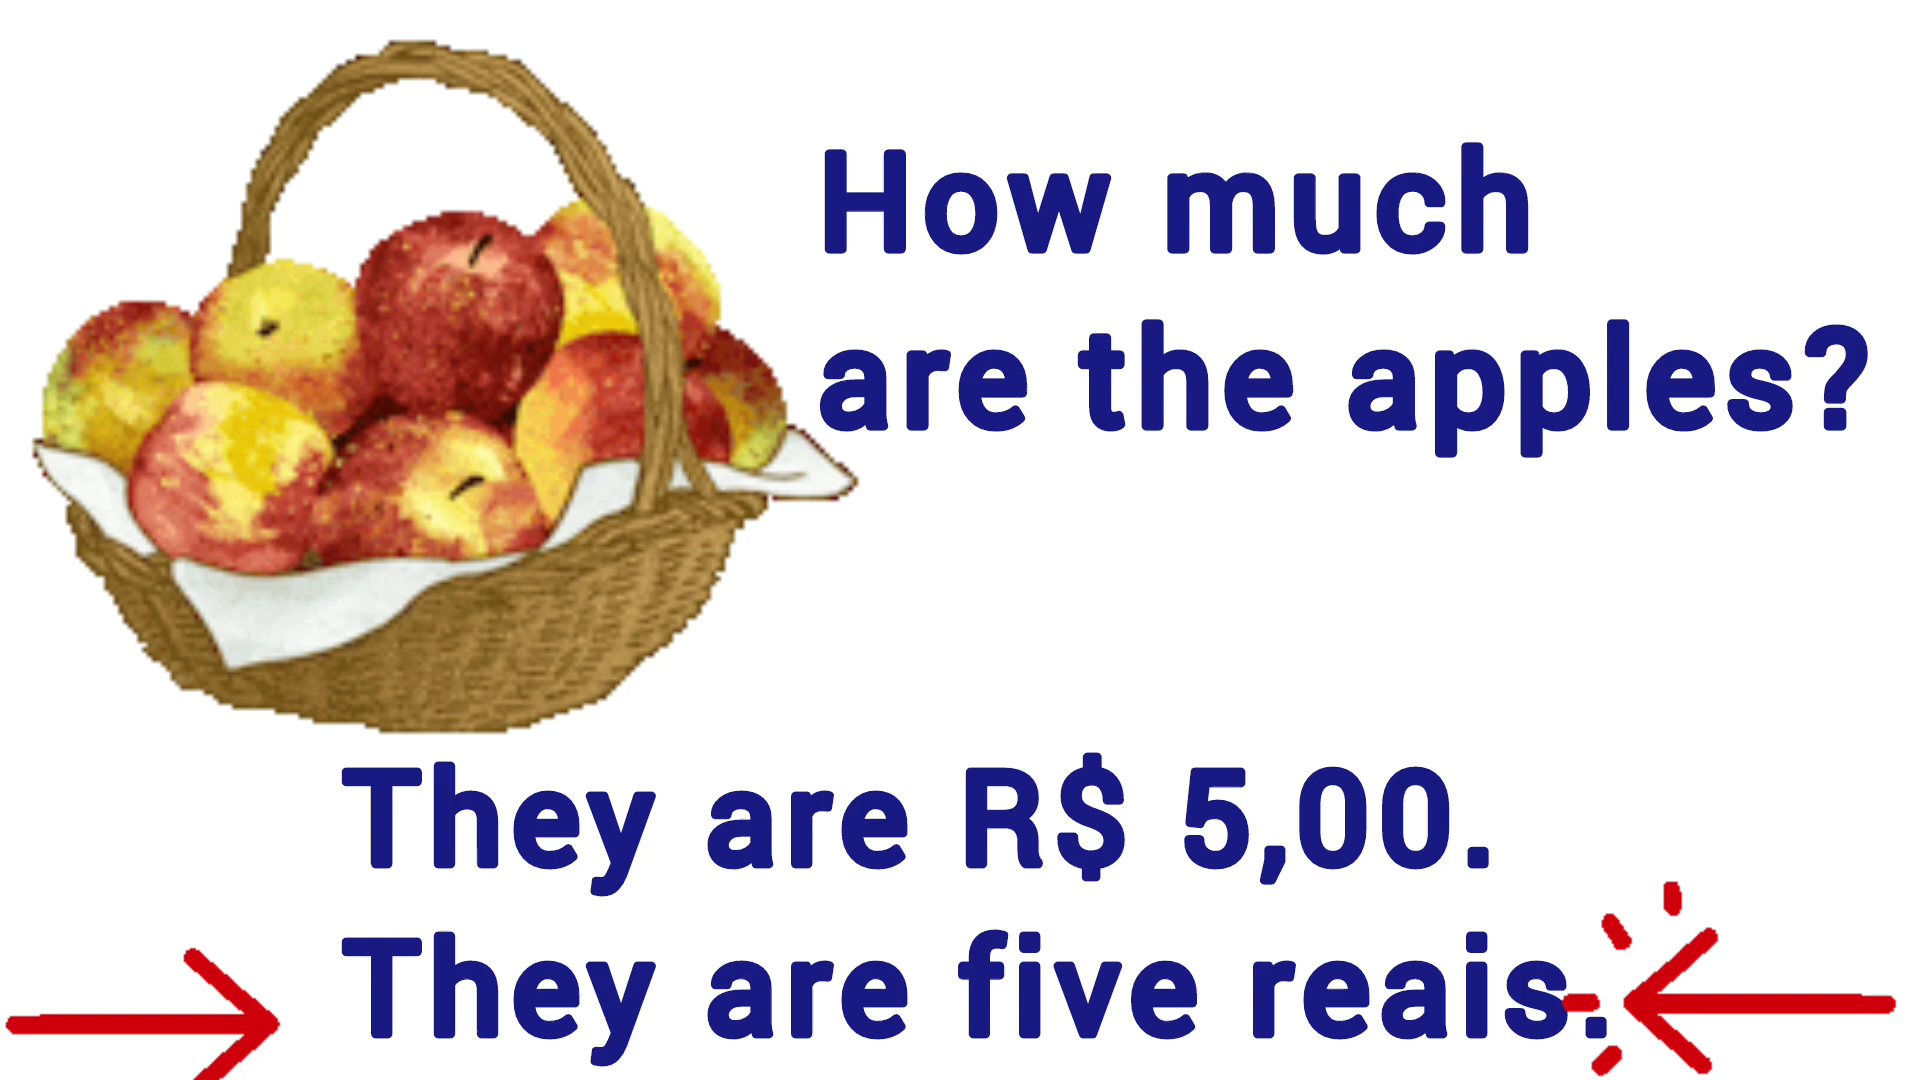 How much
are the apples?
They are R$ 5,00.
They are five reais.